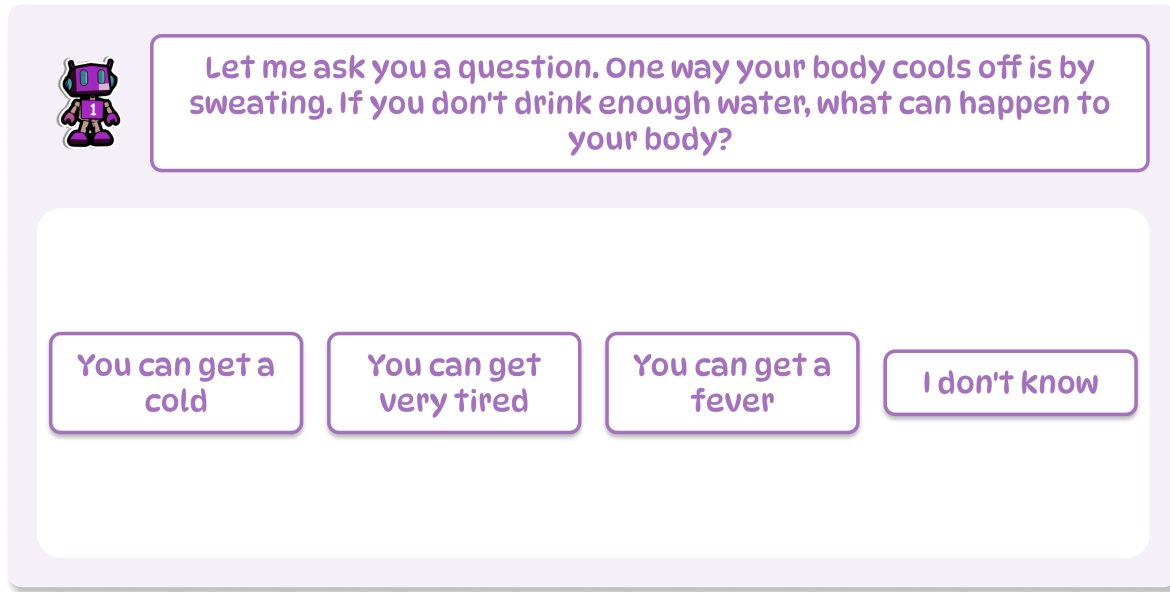 Let me ask you a question. One way your body cools off is by
sweating. If you don't drink enough water, what can happen to
your body?
1
You can get a
cold
You can get
very tired
You can get a
fever
I don't know